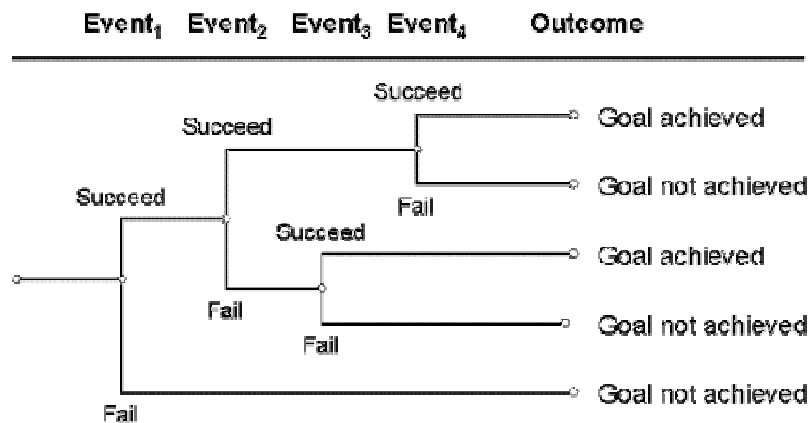 Event₁ Event₂ Event₃ Event₄ Outcome
Succeed
Goal achieved
Succeed
Goal not achieved
Succeed
Fail
Succeed
Goal achieved
Fail
Goal not achieved
Fail
Goal not achieved
Fail